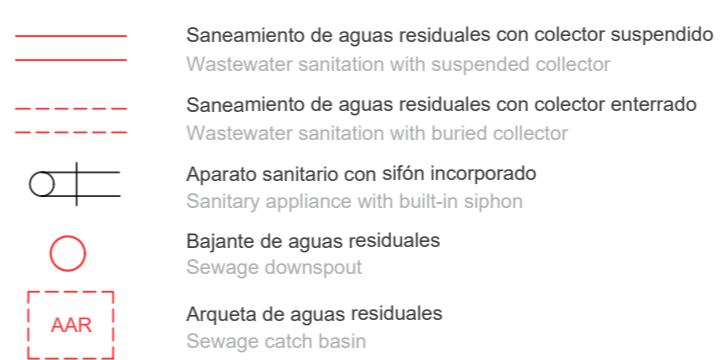 Saneamiento de aguas residuales con colector suspendido
Wastewater sanitation with suspended collector
Saneamiento de aguas residuales con colector enterrado
Wastewater sanitation with buried collector
Aparato sanitario con sifón incorporado
Sanitary appliance with built-in siphon
Bajante de aguas residuales
Sewage downspout
AAR
Arqueta de aguas residuales
Sewage catch basin